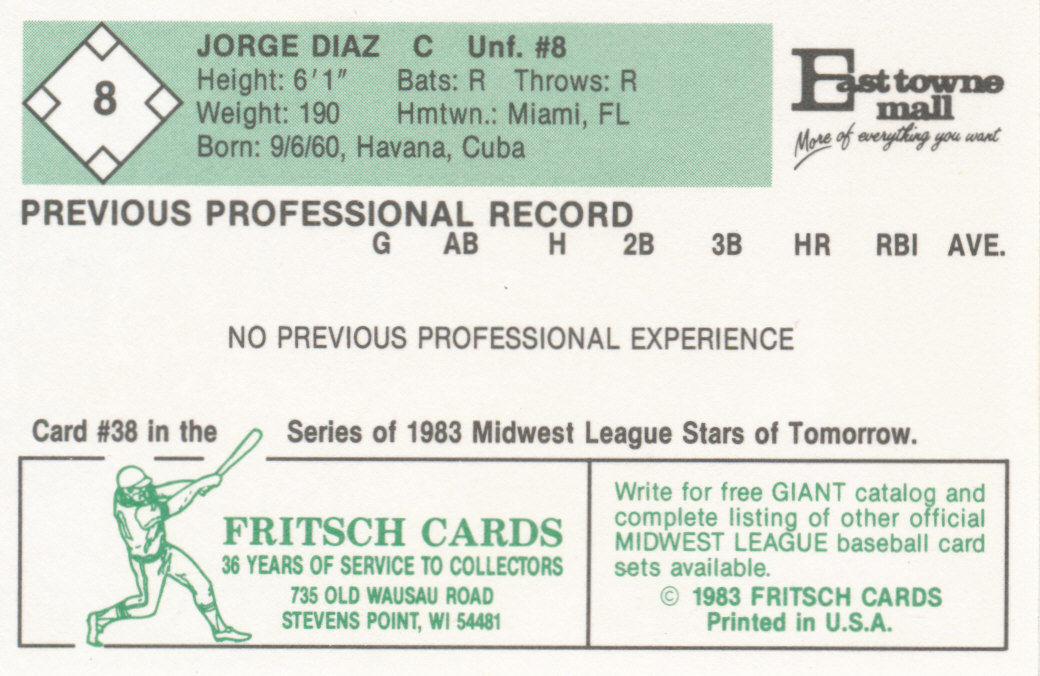 8
JORGE DIAZ C Unf. #8
Height: 6'1" Bats: R Throws: R
Weight: 190 Hmtwn.: Miami, FL
Born: 9/6/60, Havana, Cuba
East towne
mall
More of everything you want
PREVIOUS PROFESSIONAL RECORD
G AB H 2B 3B HR RBI AVE.
NO PREVIOUS PROFESSIONAL EXPERIENCE
Card #38 in the Series of 1983 Midwest League Stars of Tomorrow.
FRITSCH CARDS
36 YEARS OF SERVICE TO COLLECTORS
735 OLD WAUSAU ROAD
STEVENS POINT, WI 54481
Write for free GIANT catalog and
complete listing of other official
MIDWEST LEAGUE baseball card
sets available.
© 1983 FRITSCH CARDS
Printed in U.S.A.